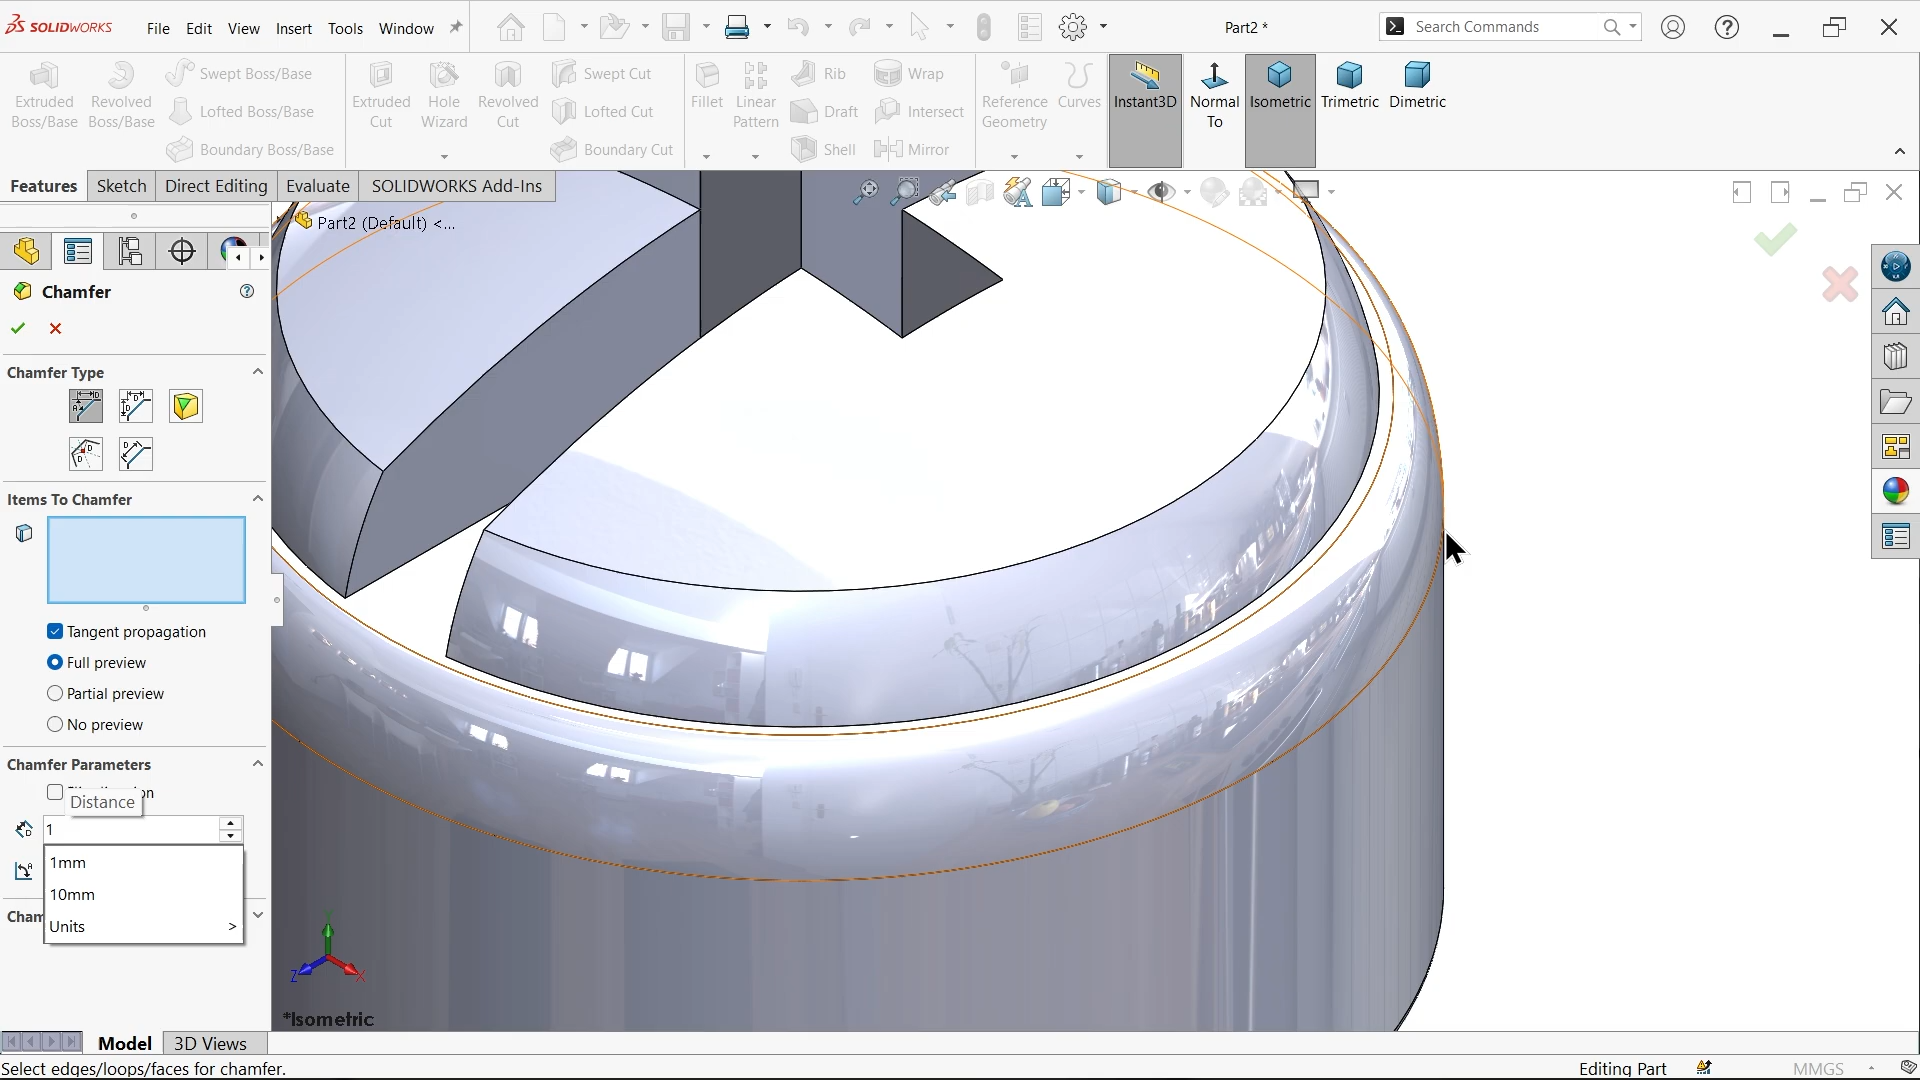 SOLIDWORKS File Edit View Insert Tools Window Part2 * Search Commands
Extruded Boss/Base
Revolved Boss/Base
Swept Boss/Base
Lofted Boss/Base
Boundary Boss/Base
Extruded Cut
Hole Wizard
Revolved Cut
Swept Cut
Lofted Cut
Boundary Cut
Fillet
Linear Pattern
Rib
Draft
Shell
Wrap
Intersect
Mirror
Reference Geometry
Curves
Instant3D
Normal To
Isometric
Trimetric
Dimetric
Features Sketch Direct Editing Evaluate SOLIDWORKS Add-Ins
Part2 (Default) <...
Chamfer
Chamfer Type
Items To Chamfer
Tangent propagation
Full preview
Partial preview
No preview
Chamfer Parameters
Distance
1
1mm
10mm
Units >
Y
Z
X
*Isometric
Model 3D Views
Select edges/loops/faces for chamfer. Editing Part MMGS